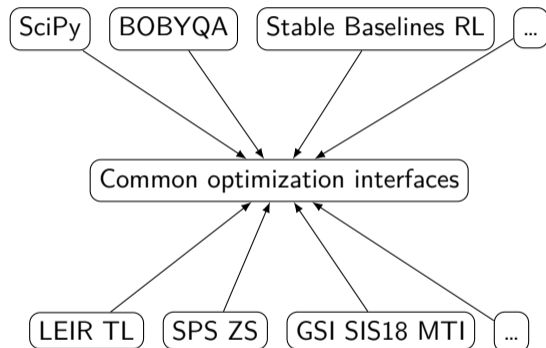 SciPy
BOBYQA
Stable Baselines RL
...
Common optimization interfaces
LEIR TL
SPS ZS
GSI SIS18 MTI
...